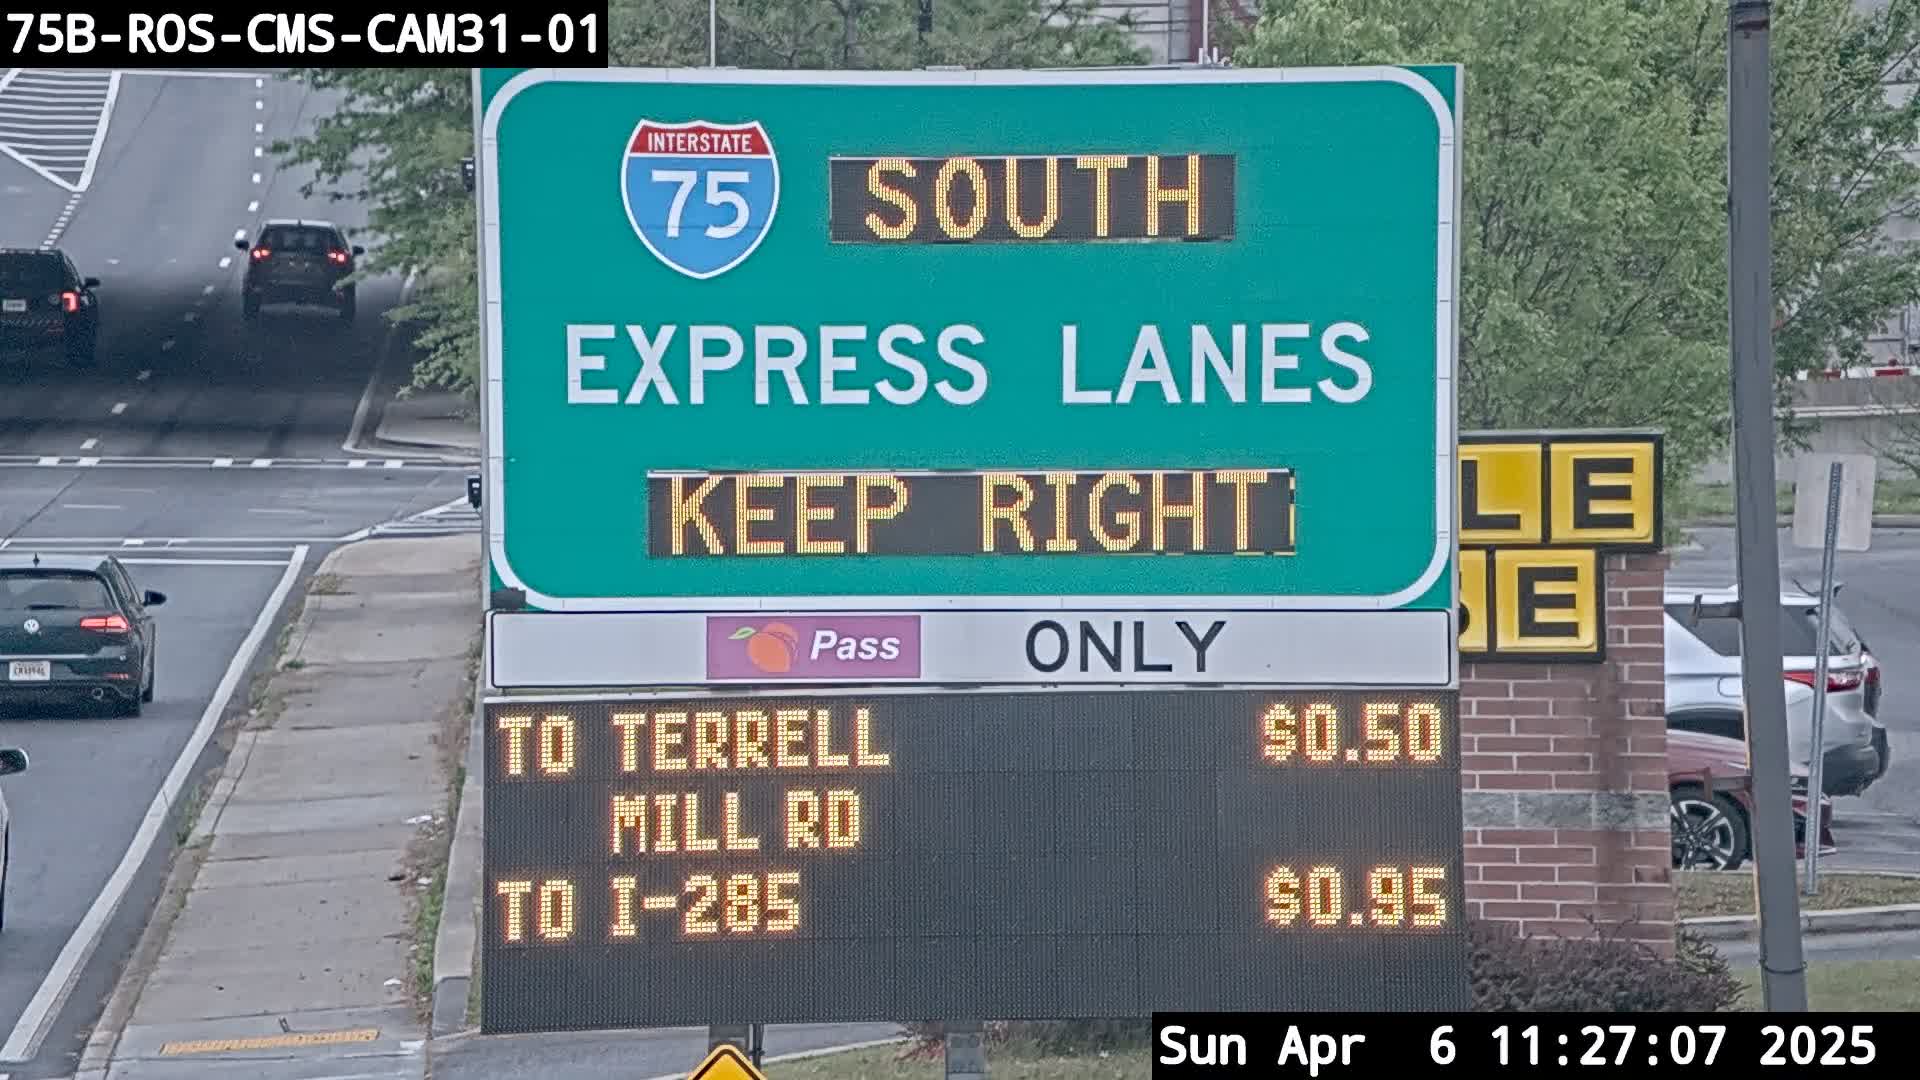 75B-ROS-CMS-CAM31-01
INTERSTATE
75
SOUTH
EXPRESS LANES
KEEP RIGHT
LE
E
Pass ONLY
TO TERRELL $0.50
MILL RD
TO I-285 $0.95
Sun Apr 6 11:27:07 2025